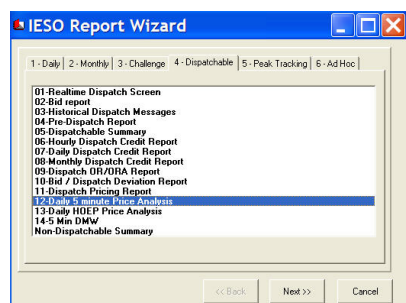 IESO Report Wizard
1 - Daily 2 - Monthly 3 - Challenge 4 - Dispatchable 5 - Peak Tracking 6 - Ad Hoc
01-Realtime Dispatch Screen
02-Bid report
03-Historical Dispatch Messages
04-Pre-Dispatch Report
05-Dispatchable Summary
06-Hourly Dispatch Credit Report
07-Daily Dispatch Credit Report
08-Monthly Dispatch Credit Report
09-Dispatch OR/ORA Report
10-Bid / Dispatch Deviation Report
11-Dispatch Pricing Report
12-Daily 5 minute Price Analysis
13-Daily HOEP Price Analysis
14-5 Min DMW
Non-Dispatchable Summary
<< Back Next >> Cancel